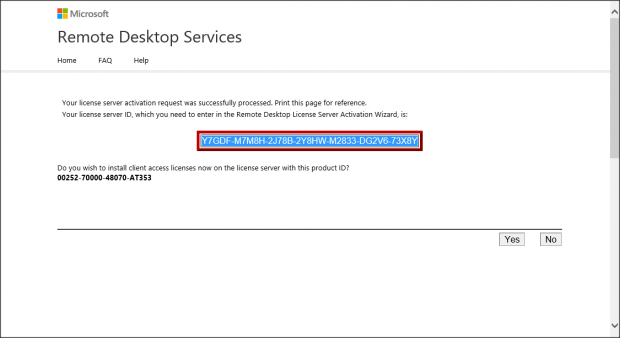 Microsoft
Remote Desktop Services
Home FAQ Help
Your license server activation request was successfully processed. Print this page for reference.
Your license server ID, which you need to enter in the Remote Desktop License Server Activation Wizard, is:
Y7GDF-M7M8H-2J78B-2Y8HW-M2833-DG2V6-73X8Y
Do you wish to install client access licenses now on the license server with this product ID?
00252-70000-48070-AT353
Yes No